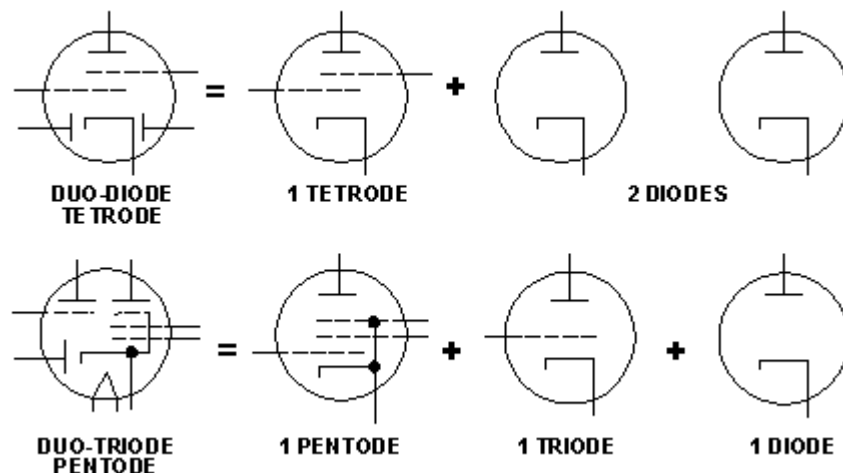 =
+
DUO-DIODE
TETRODE
1 TETRODE
2 DIODES
=
+
+
DUO-TRIODE
PENTODE
1 PENTODE
1 TRIODE
1 DIODE